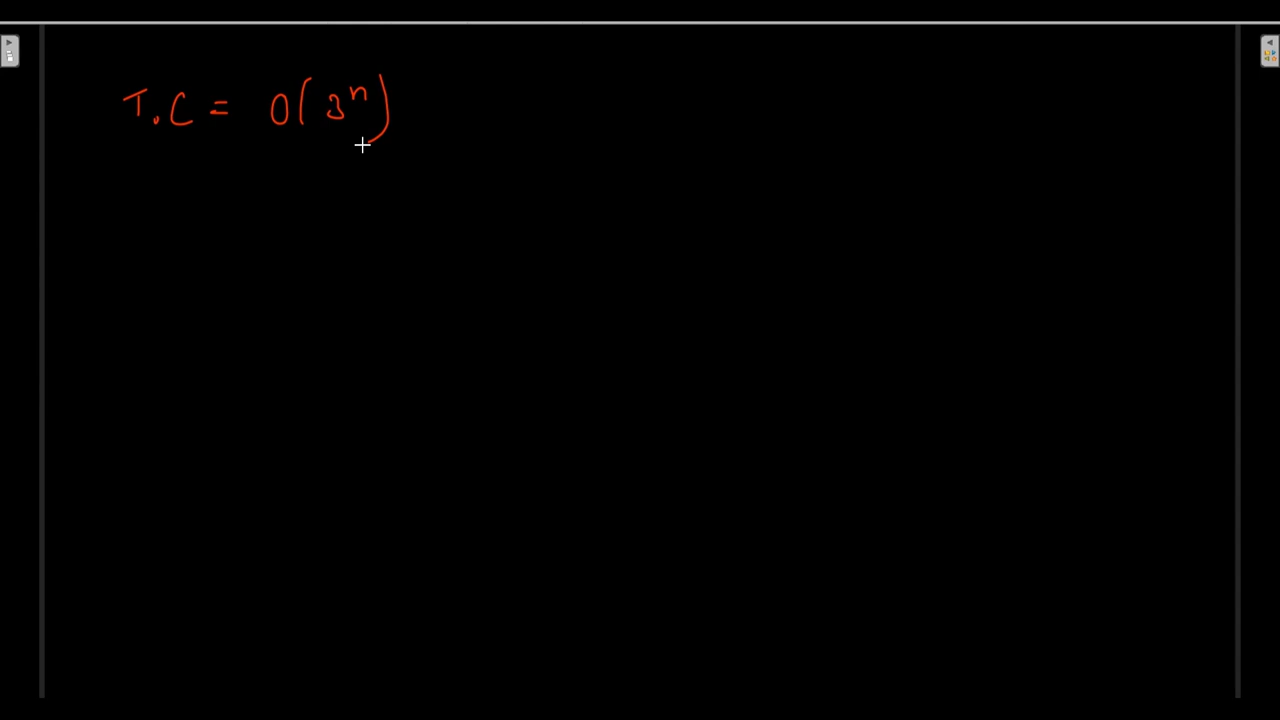 T.C = O(3ⁿ)